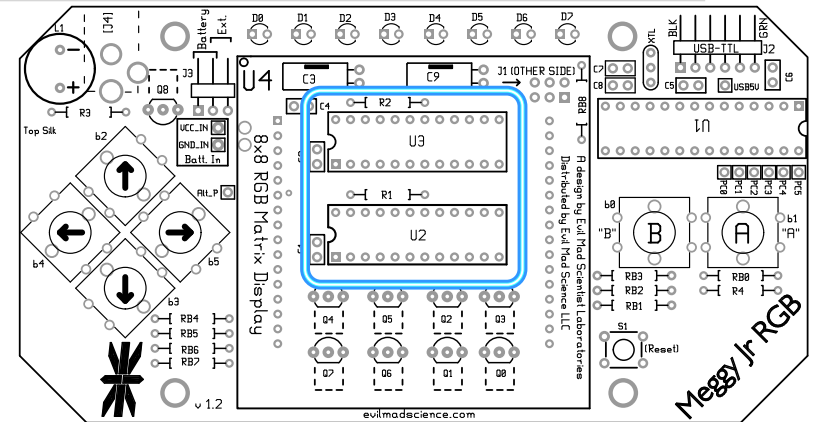 L1
[J4]
Battery
Ext.
D0 D1 D2 D3 D4 D5 D6 D7
BLK
GRN
USB-TTL
J2
XTL
J3
U4
C3
C9
J1 (OTHER SIDE)
C7
C8
C5
USB5V
C6
R3
Q8
C4
R2
RB8
Top Silk
b2
VCC_IN
GND_IN
Batt. In
U3
U1
Alt_P
R1
PC0 PC1 PC2 PC3 PC4 PC5
b4
b5
b3
8x8 RGB Matrix Display
U2
Distributed by Evil Mad Science LLC
A design by Evil Mad Scientist Laboratories
b0
"B"
B
A
b1
"A"
RB3
RB2
RB1
RB0
R4
RB4
RB5
RB6
RB7
Q4 Q5 Q2 Q3
Q7 Q6 Q1 Q0
S1
(Reset)
Meggy Jr RGB
v 1.2
evilmadscience.com